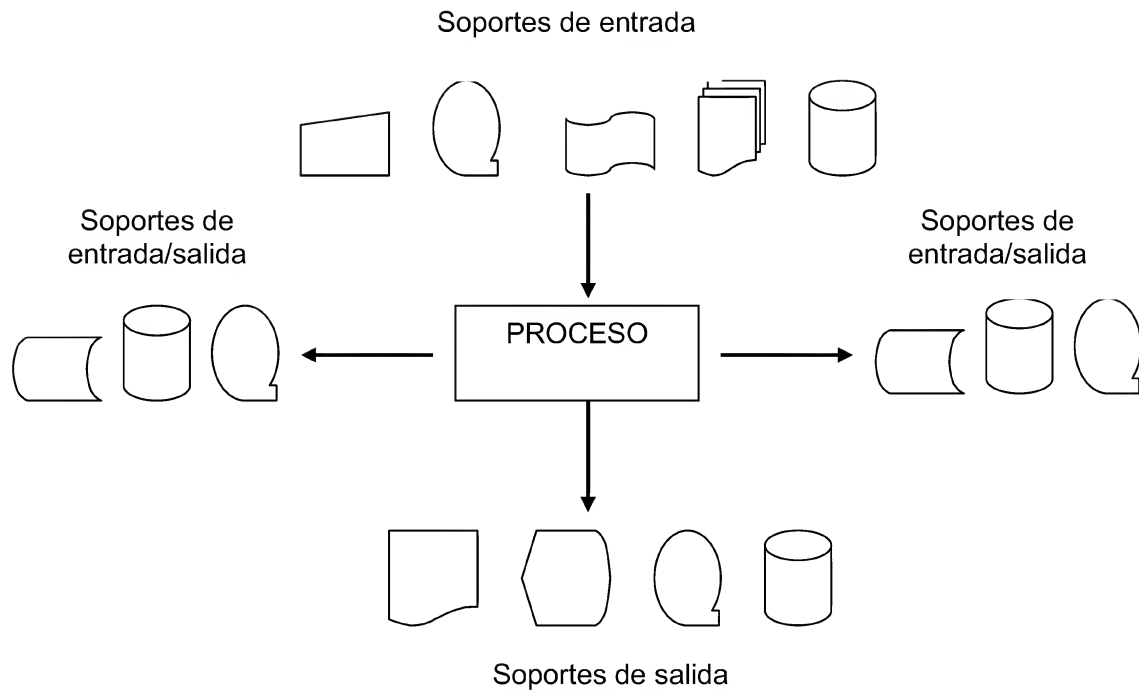 Soportes de entrada
Soportes de
entrada/salida
Soportes de
entrada/salida
PROCESO
Soportes de salida